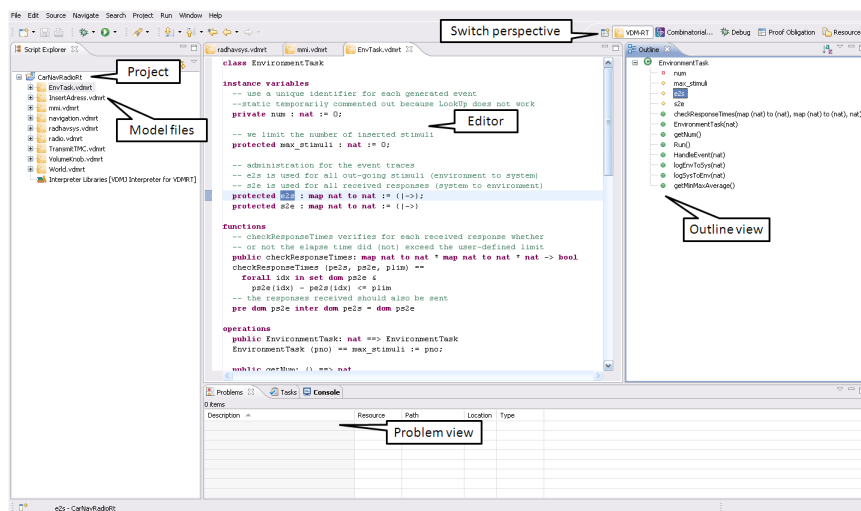 File Edit Source Navigate Search Project Run Window Help
Switch perspective
VDM-RT Combinatorial... Debug Proof Obligation Resource
Script Explorer
Project
CarNavRadioRt
EnvTask.vdmrt
InsertAdress.vdmrt
mmi.vdmrt
navigation.vdmrt
radhavsys.vdmrt
radio.vdmrt
TransmitTMC.vdmrt
VolumeKnob.vdmrt
World.vdmrt
Interpreter Libraries [VDMJ Interpreter for VDMRT]
Model files
radhavsys.vdmrt mmi.vdmrt EnvTask.vdmrt
class EnvironmentTask
instance variables
-- use a unique identifier for each generated event
--static temporarily commented out because LookUp does not work
private num : nat := 0;
Editor
-- we limit the number of inserted stimuli
protected max_stimuli : nat := 0;
-- administration for the event traces
-- e2s is used for all out-going stimuli (environment to system)
-- s2e is used for all received responses (system to environment)
protected e2s : map nat to nat := {|->};
protected s2e : map nat to nat := {|->}
functions
-- checkResponseTimes verifies for each received response whether
-- or not the elapse time did (not) exceed the user-defined limit
public checkResponseTimes: map nat to nat * map nat to nat * nat -> bool
checkResponseTimes (pe2s, ps2e, plim) ==
forall idx in set dom ps2e &
ps2e(idx) - pe2s(idx) <= plim
-- the responses received should also be sent
pre dom ps2e inter dom pe2s = dom ps2e
operations
public EnvironmentTask: nat ==> EnvironmentTask
EnvironmentTask (pno) == max_stimuli := pno;
public getNum: () ==> nat
Outline
EnvironmentTask
num
max_stimuli
e2s
s2e
checkResponseTimes(map (nat) to (nat), map (nat) to (nat), nat)
EnvironmentTask(nat)
getNum()
Run()
HandleEvent(nat)
logEnvToSys(nat)
logSysToEnv(nat)
getMinMaxAverage()
Outline view
Problems Tasks Console
0 items
Description Resource Path Location Type
Problem view
e2s - CarNavRadioRt